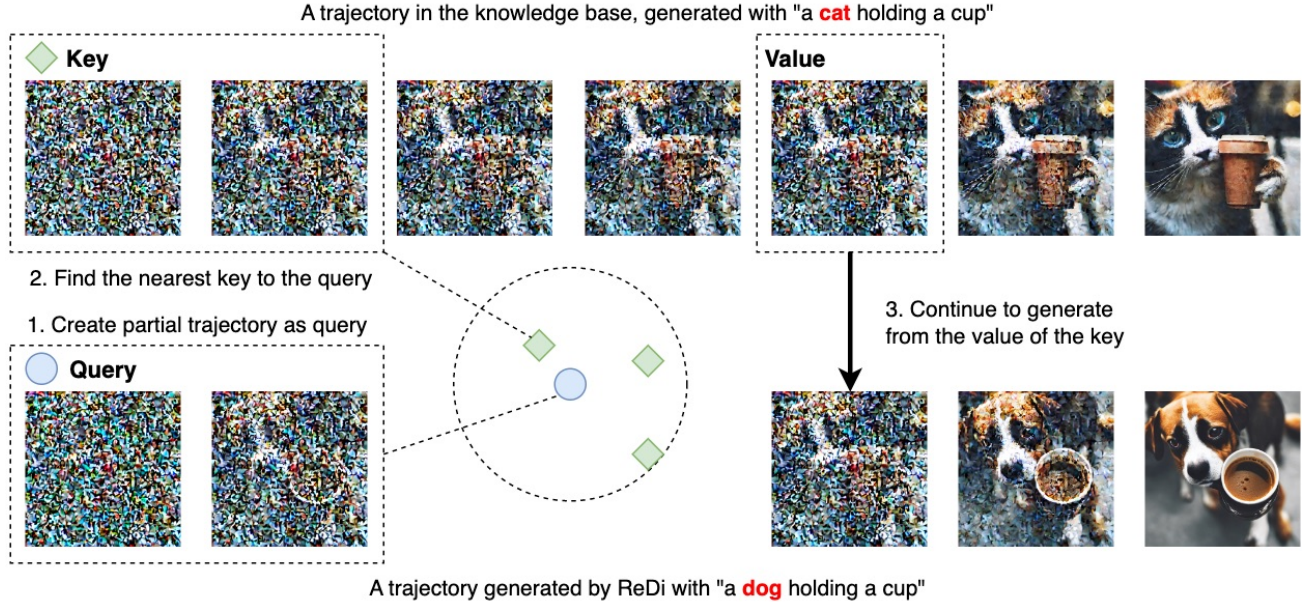 A trajectory in the knowledge base, generated with "a cat holding a cup"
Key
Value
2. Find the nearest key to the query
1. Create partial trajectory as query
3. Continue to generate
from the value of the key
Query
A trajectory generated by ReDi with "a dog holding a cup"